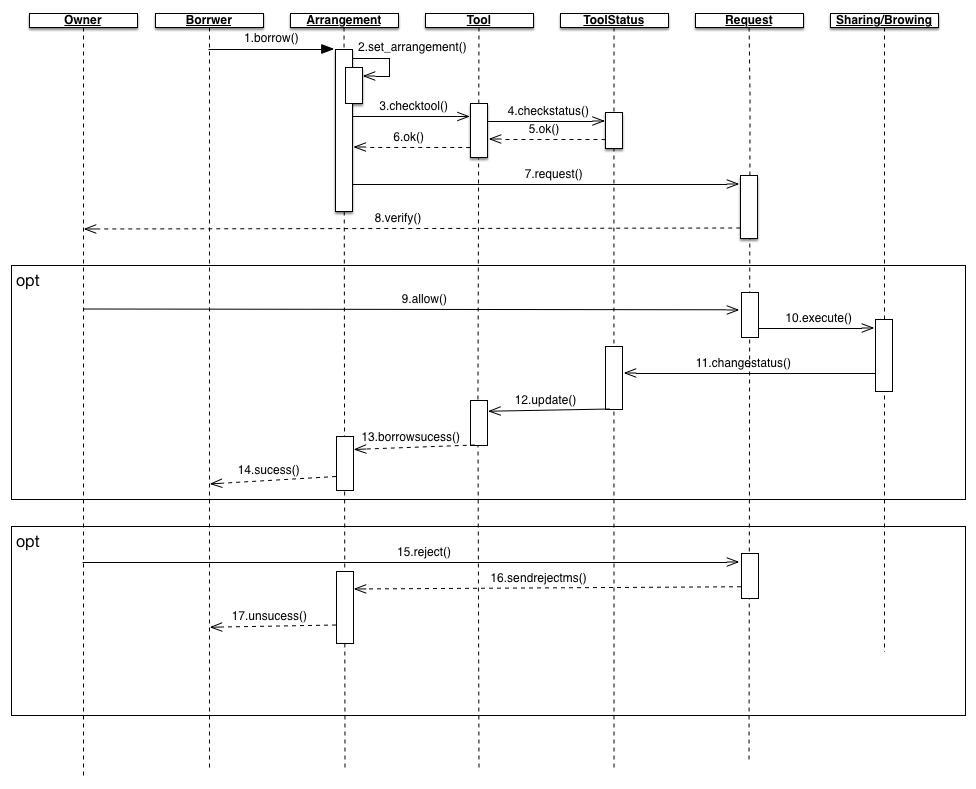 Owner
Borrwer
Arrangement
Tool
ToolStatus
Request
Sharing/Browing
1.borrow()
2.set_arrangement()
3.checktool()
4.checkstatus()
5.ok()
6.ok()
7.request()
8.verify()
opt
9.allow()
10.execute()
11.changestatus()
12.update()
13.borrowsucess()
14.sucess()
opt
15.reject()
16.sendrejectms()
17.unsucess()